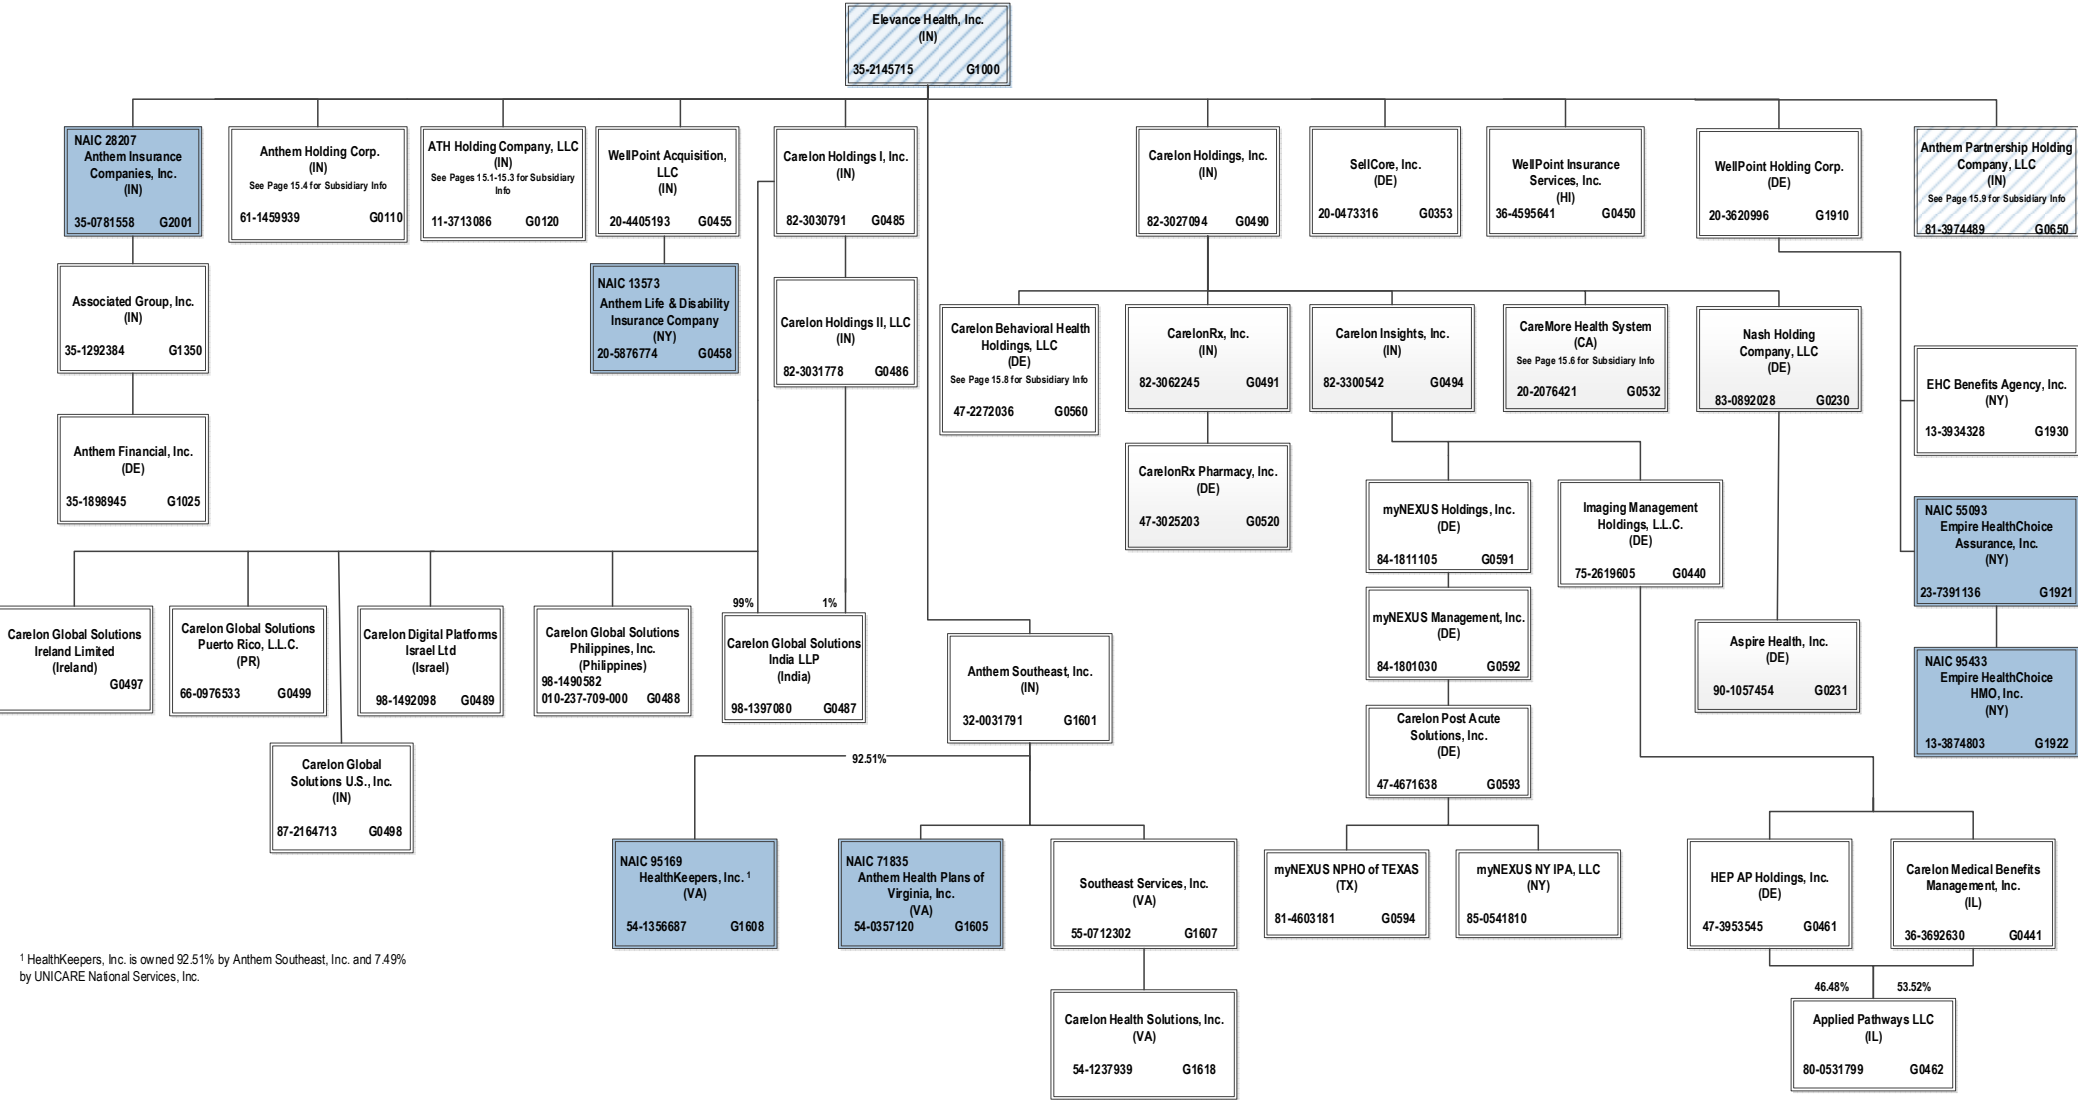 Elevance Health, Inc.
(IN)
35-2145715 G1000
NAIC 28207
Anthem Insurance
Companies, Inc.
(IN)
35-0781558 G2001
Anthem Holding Corp.
(IN)
See Page 15.4 for Subsidiary Info
61-1459939 G0110
ATH Holding Company, LLC
(IN)
See Pages 15.1-15.3 for Subsidiary
Info
11-3713086 G0120
WellPoint Acquisition,
LLC
(IN)
20-4405193 G0455
Carelon Holdings I, Inc.
(IN)
82-3030791 G0485
Carelon Holdings, Inc.
(IN)
82-3027094 G0490
SellCore, Inc.
(DE)
20-0473316 G0353
WellPoint Insurance
Services, Inc.
(HI)
36-4595641 G0450
WellPoint Holding Corp.
(DE)
20-3620996 G1910
Anthem Partnership Holding
Company, LLC
(IN)
See Page 15.9 for Subsidiary Info
81-3974489 G0650
Associated Group, Inc.
(IN)
35-1292384 G1350
NAIC 13573
Anthem Life & Disability
Insurance Company
(NY)
20-5876774 G0458
Carelon Holdings II, LLC
(IN)
82-3031778 G0486
Carelon Behavioral Health
Holdings, LLC
(DE)
See Page 15.8 for Subsidiary Info
47-2272036 G0560
CarelonRx, Inc.
(IN)
82-3062245 G0491
Carelon Insights, Inc.
(IN)
82-3300542 G0494
CareMore Health System
(CA)
See Page 15.6 for Subsidiary Info
20-2076421 G0532
Nash Holding
Company, LLC
(DE)
83-0892028 G0230
EHC Benefits Agency, Inc.
(NY)
13-3934328 G1930
Anthem Financial, Inc.
(DE)
35-1898945 G1025
CarelonRx Pharmacy, Inc.
(DE)
47-3025203 G0520
myNEXUS Holdings, Inc.
(DE)
84-1811105 G0591
Imaging Management
Holdings, L.L.C.
(DE)
75-2619605 G0440
NAIC 55093
Empire HealthChoice
Assurance, Inc.
(NY)
23-7391136 G1921
99% 1%
Carelon Global Solutions
Ireland Limited
(Ireland)
G0497
Carelon Global Solutions
Puerto Rico, L.L.C.
(PR)
66-0976533 G0499
Carelon Digital Platforms
Israel Ltd
(Israel)
98-1492098 G0489
Carelon Global Solutions
Philippines, Inc.
(Philippines)
98-1490582
010-237-709-000 G0488
Carelon Global Solutions
India LLP
(India)
98-1397080 G0487
Anthem Southeast, Inc.
(IN)
32-0031791 G1601
myNEXUS Management, Inc.
(DE)
84-1801030 G0592
Aspire Health, Inc.
(DE)
90-1057454 G0231
NAIC 95433
Empire HealthChoice
HMO, Inc.
(NY)
13-3874803 G1922
Carelon Post Acute
Solutions, Inc.
(DE)
47-4671638 G0593
Carelon Global
Solutions U.S., Inc.
(IN)
87-2164713 G0498
92.51%
NAIC 95169
HealthKeepers, Inc. 1
(VA)
54-1356687 G1608
NAIC 71835
Anthem Health Plans of
Virginia, Inc.
(VA)
54-0357120 G1605
Southeast Services, Inc.
(VA)
55-0712302 G1607
myNEXUS NPHO of TEXAS
(TX)
81-4603181 G0594
myNEXUS NY IPA, LLC
(NY)
85-0541810
HEP AP Holdings, Inc.
(DE)
47-3953545 G0461
Carelon Medical Benefits
Management, Inc.
(IL)
36-3692630 G0441
1 HealthKeepers, Inc. is owned 92.51% by Anthem Southeast, Inc. and 7.49%
by UNICARE National Services, Inc.
46.48% 53.52%
Carelon Health Solutions, Inc.
(VA)
54-1237939 G1618
Applied Pathways LLC
(IL)
80-0531799 G0462